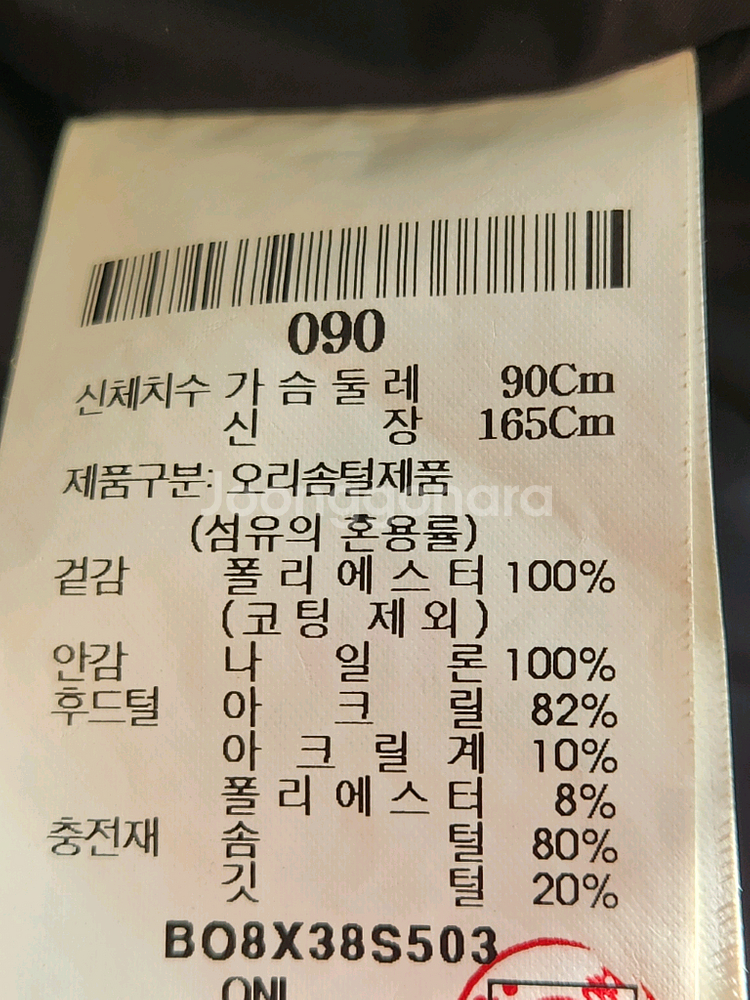 090
신체치수 가슴둘레 90Cm
신장 165Cm
제품구분: 오리솜털제품
Joonggonara
(섬유의 혼용률)
겉감 폴리에스터 100%
(코팅 제외)
안감 나일론 100%
후드털 아크릴 82%
아크릴계 10%
폴리에스터 8%
충전재 솜털 80%
깃털 20%
BO8X38S503